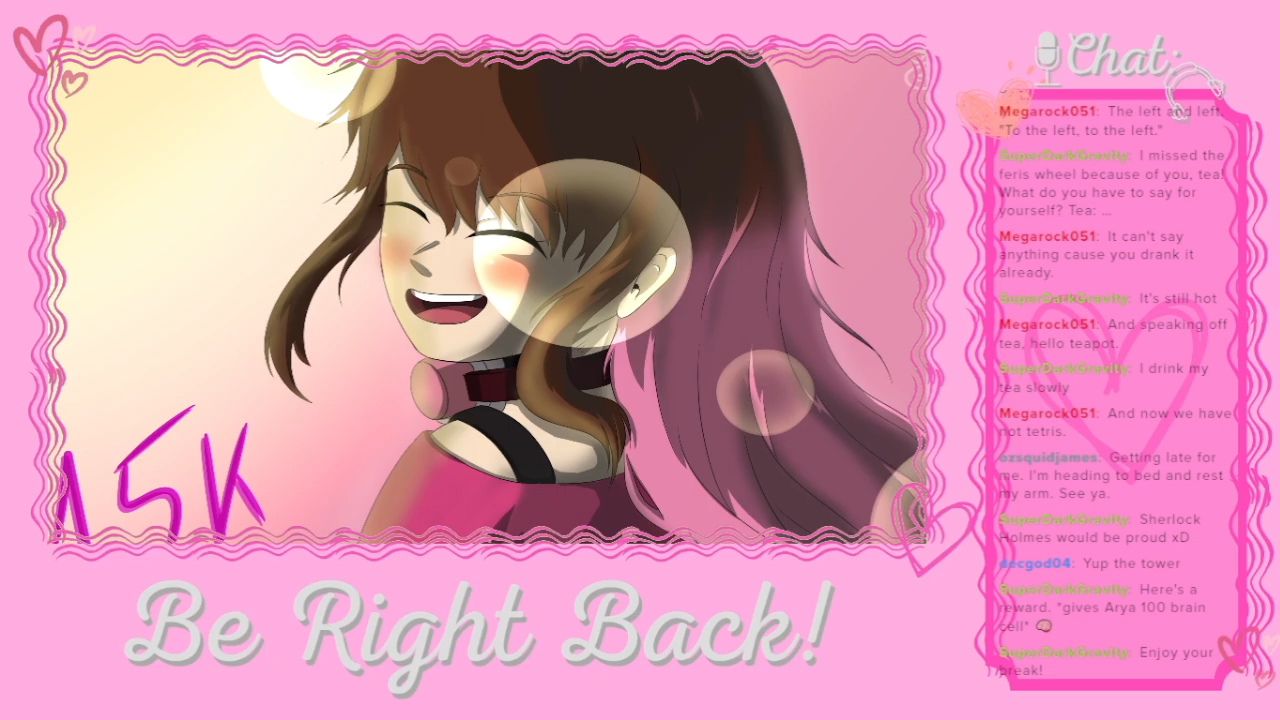 15K
Be Right Back!
Chat
Megarock051: The left and left.
"To the left, to the left."
SuperDarkGravity: I missed the
feris wheel because of you, tea!
What do you have to say for
yourself? Tea: ...
Megarock051: It can't say
anything cause you drank it
already.
SuperDarkGravity: It's still hot
Megarock051: And speaking off
tea, hello teapot.
SuperDarkGravity: I drink my
tea slowly
Megarock051: And now we have
not tetris.
ozsquidjames: Getting late for
me. I'm heading to bed and rest
my arm. See ya.
SuperDarkGravity: Sherlock
Holmes would be proud xD
decgod04: Yup the tower
SuperDarkGravity: Here's a
reward. *gives Arya 100 brain
cell* 🧠
SuperDarkGravity: Enjoy your
break!